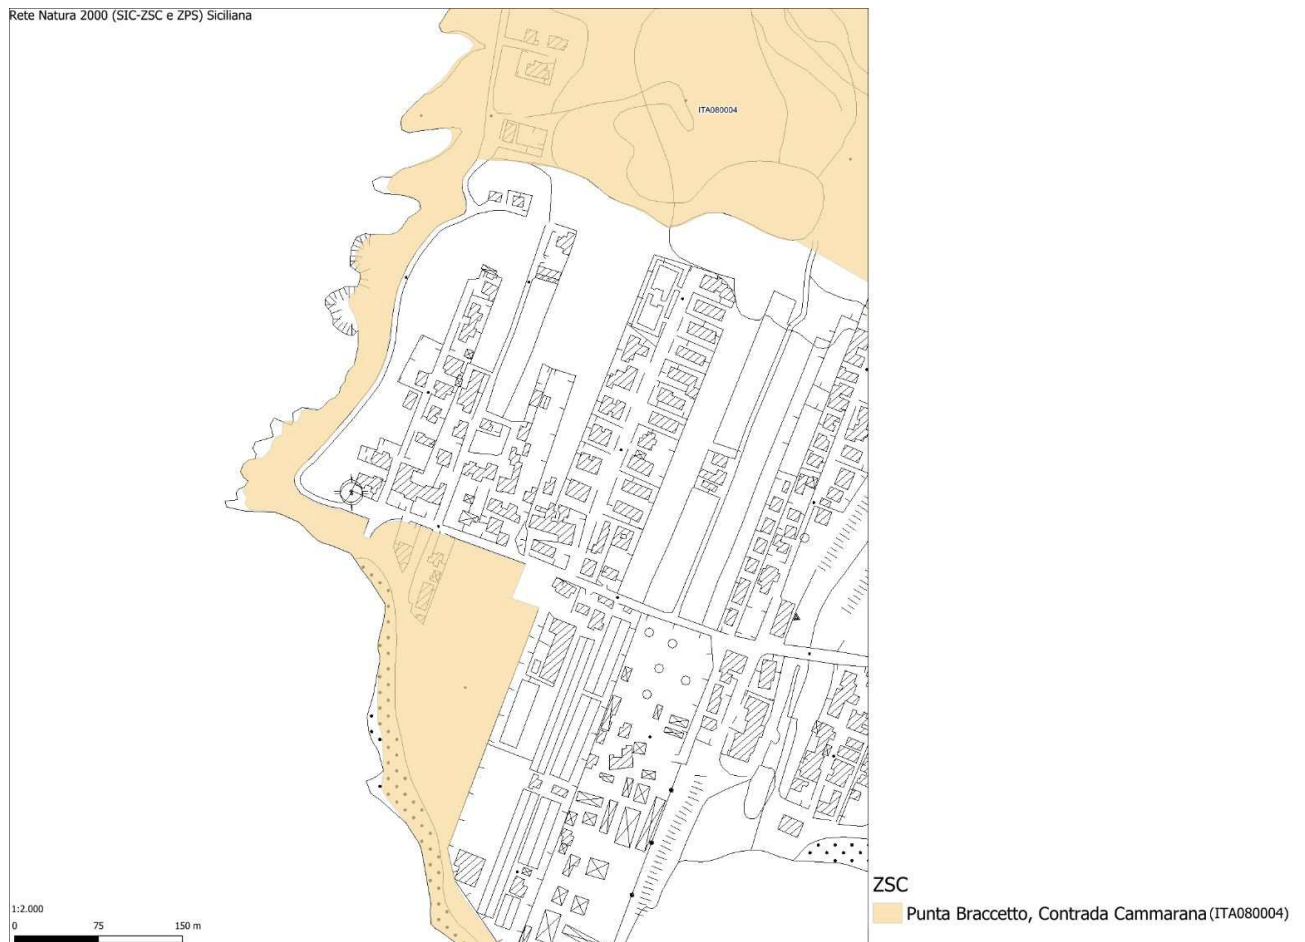 Rete Natura 2000 (SIC-ZSC e ZPS) Siciliana
ITA080004
1:2.000
0 75 150 m
ZSC
Punta Braccetto, Contrada Cammarana (ITA080004)